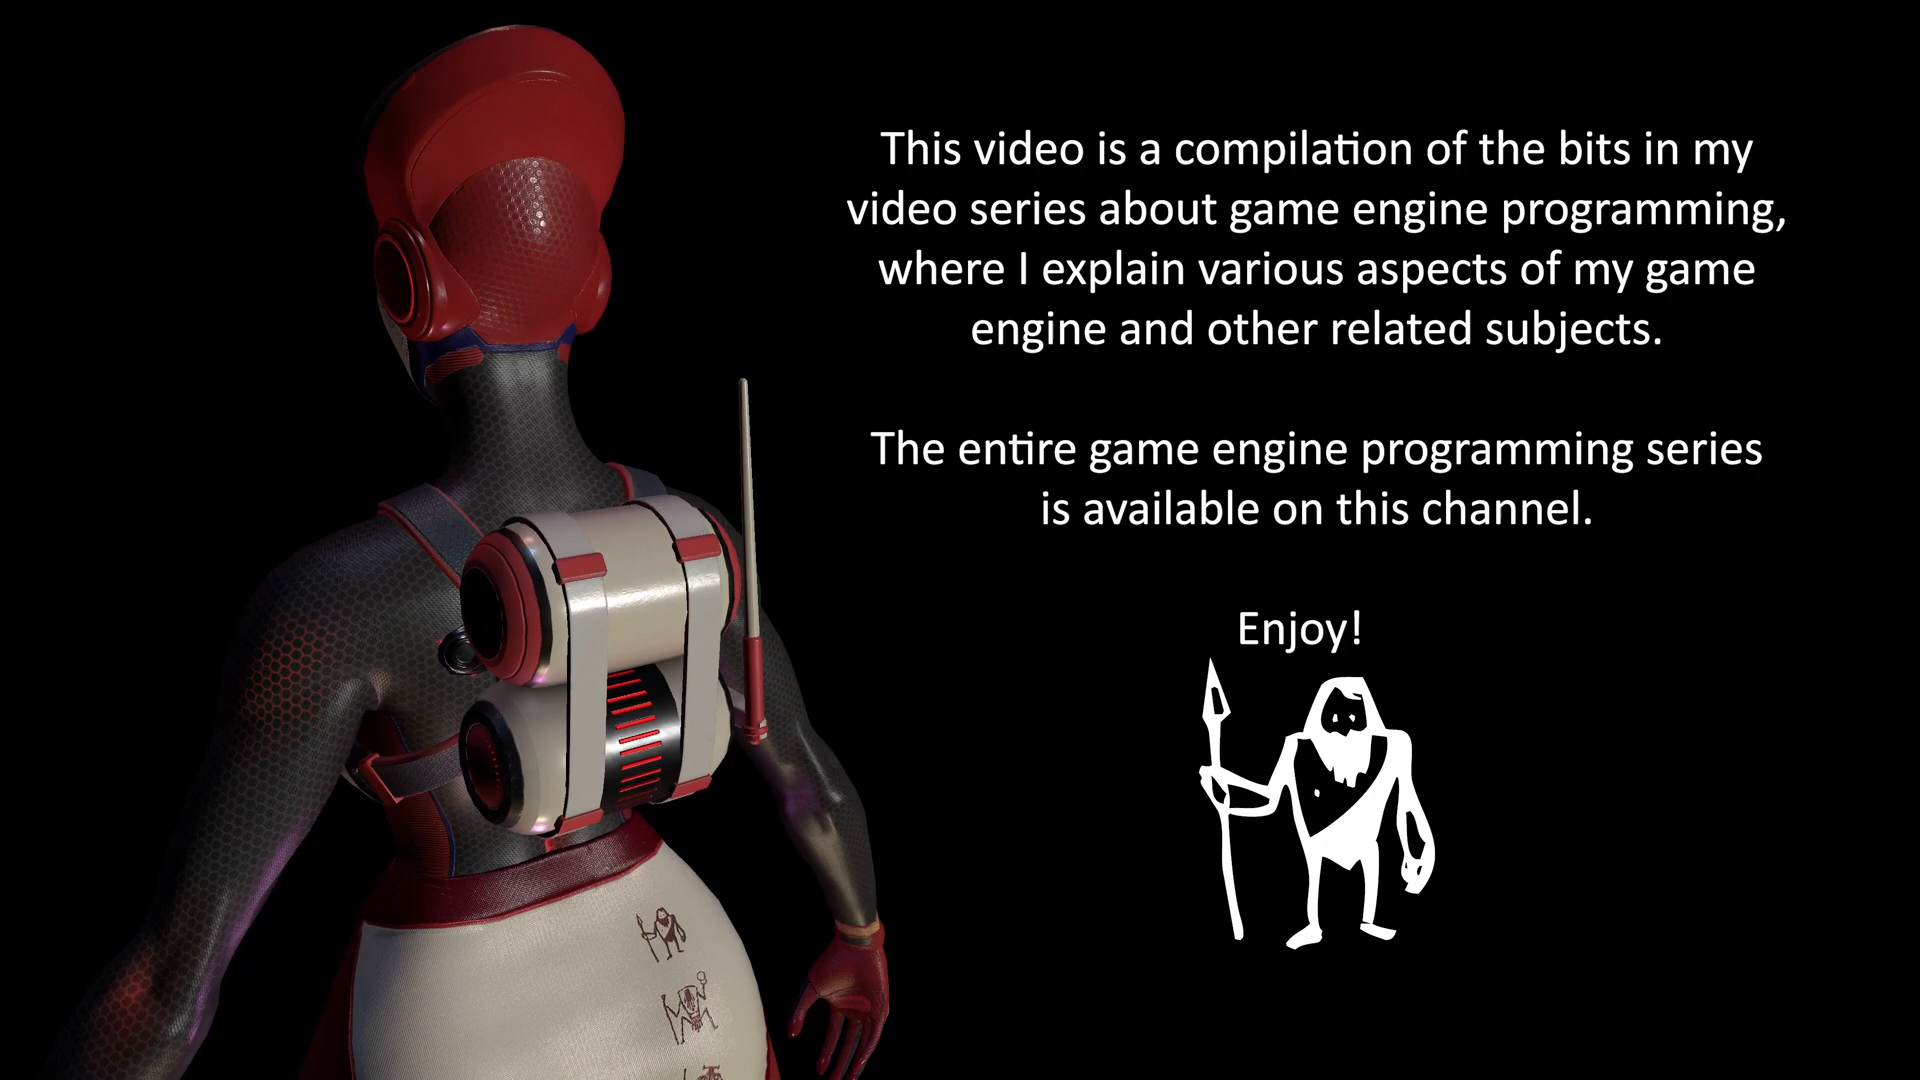 This video is a compilation of the bits in my
video series about game engine programming,
where I explain various aspects of my game
engine and other related subjects.
The entire game engine programming series
is available on this channel.
Enjoy!